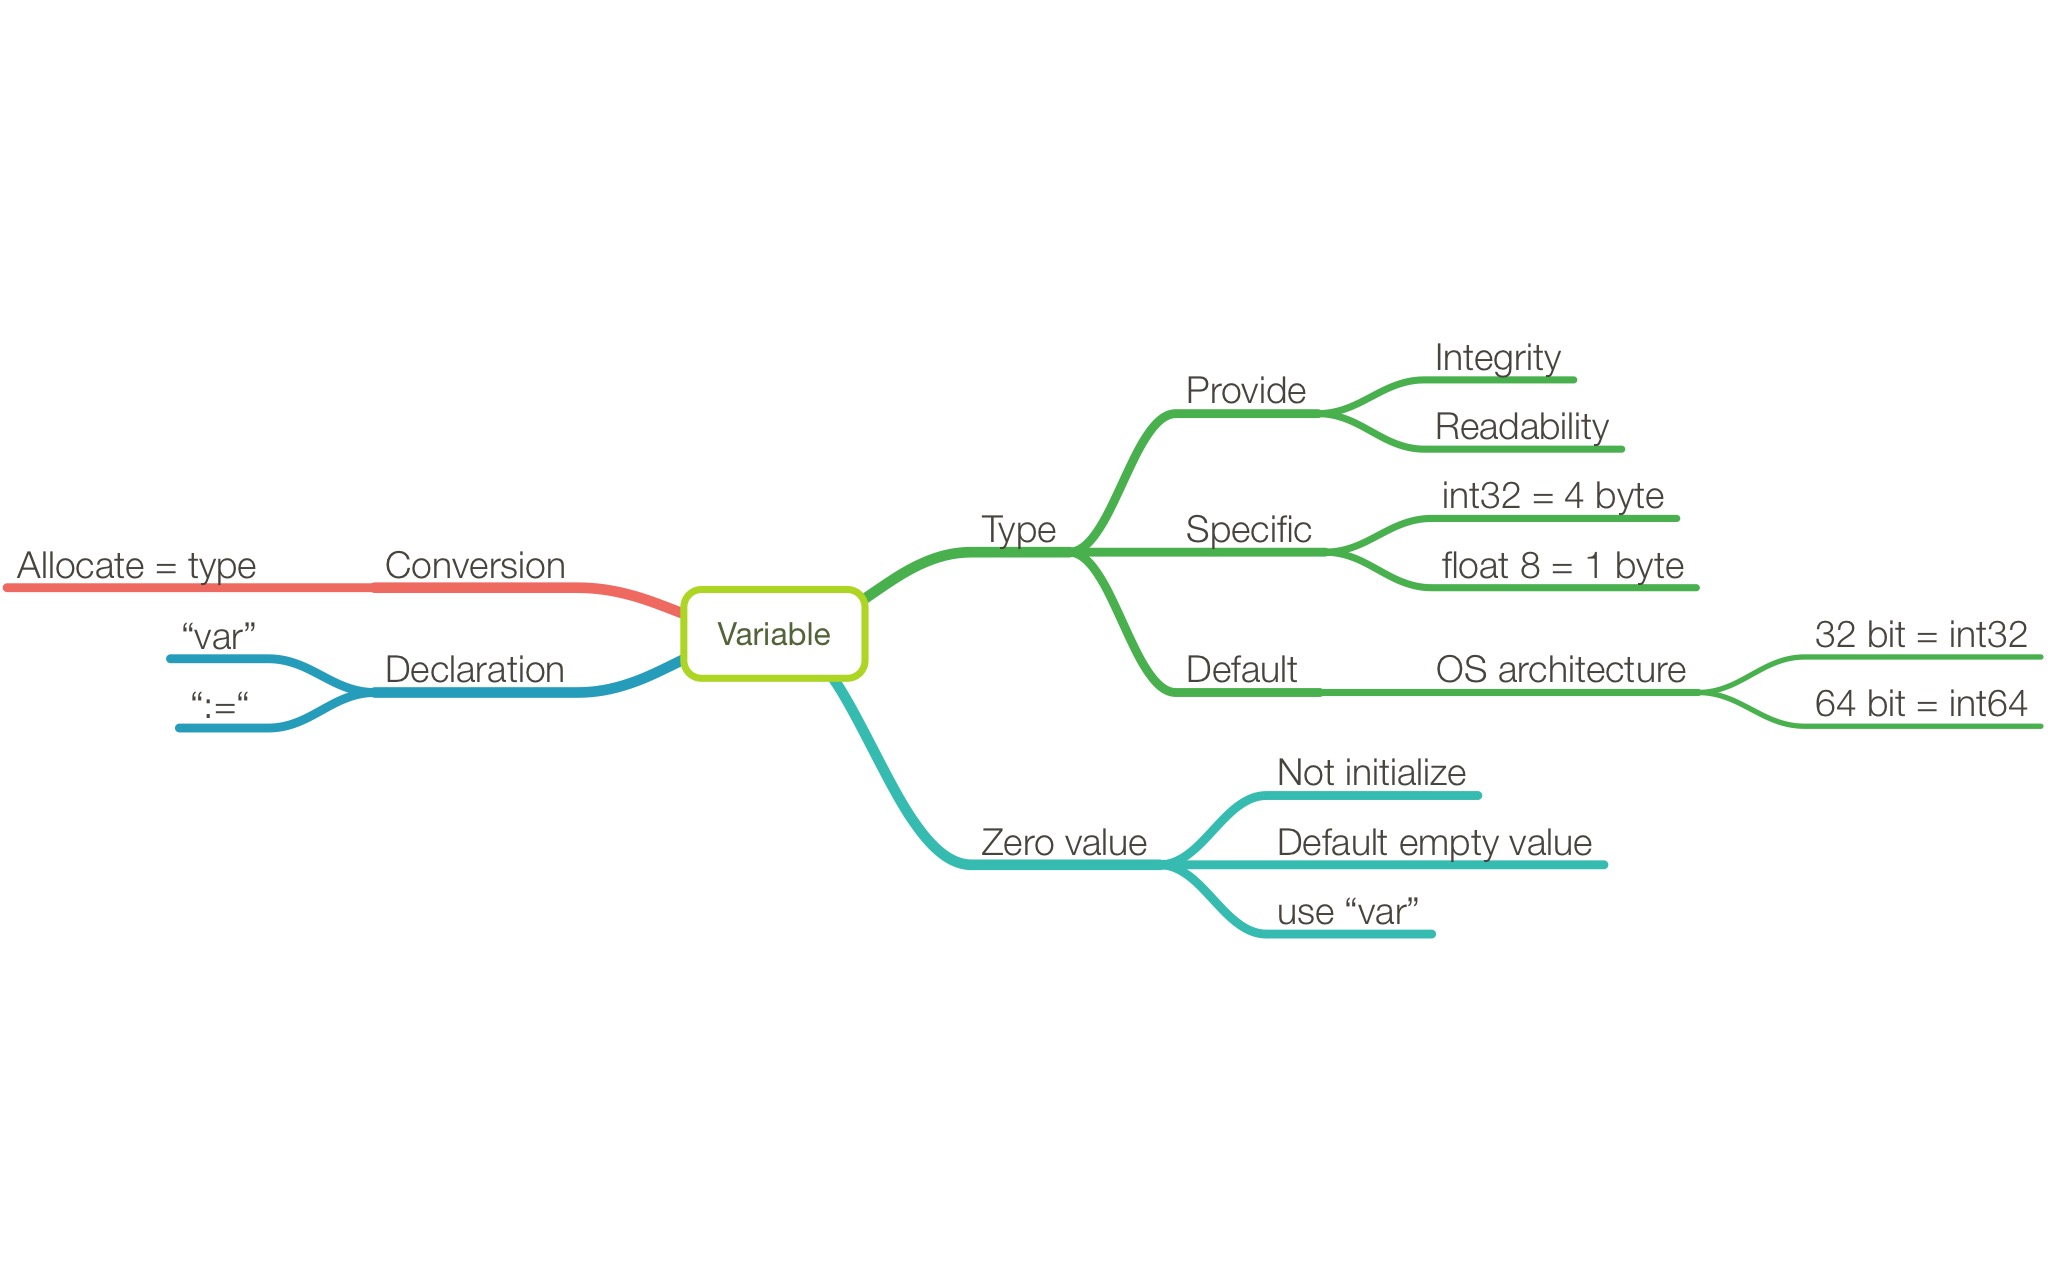 Variable
Type
Provide
Integrity
Readability
Specific
int32 = 4 byte
float 8 = 1 byte
Default
OS architecture
32 bit = int32
64 bit = int64
Zero value
Not initialize
Default empty value
use “var”
Declaration
“var”
“:=“
Conversion
Allocate = type